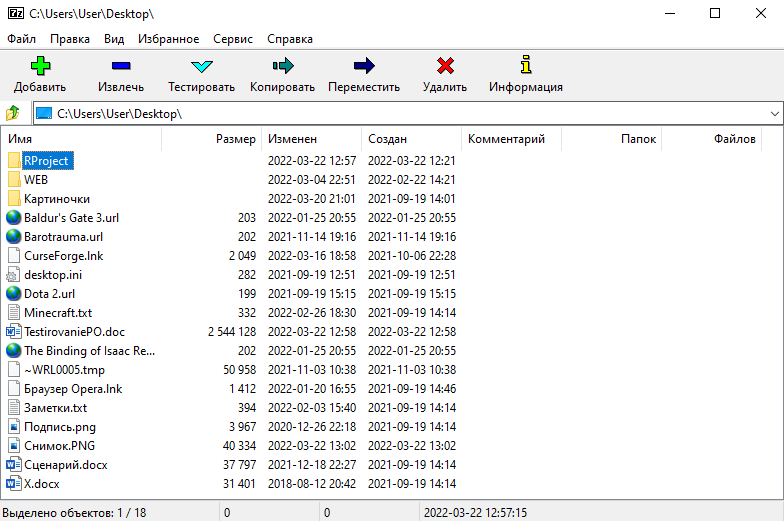 7z C:\Users\User\Desktop\
Файл Правка Вид Избранное Сервис Справка
Добавить Извлечь Тестировать Копировать Переместить Удалить Информация
C:\Users\User\Desktop\
Имя Размер Изменен Создан Комментарий Папок Файлов
RProject 2022-03-22 12:57 2022-03-22 12:21
WEB 2022-03-04 22:51 2022-02-22 14:21
Картиночки 2022-03-20 21:01 2021-09-19 14:01
Baldur's Gate 3.url 203 2022-01-25 20:55 2022-01-25 20:55
Barotrauma.url 202 2021-11-14 19:16 2021-11-14 19:16
CurseForge.lnk 2 049 2022-03-16 18:58 2021-10-06 22:28
desktop.ini 282 2021-09-19 12:51 2021-09-19 12:51
Dota 2.url 199 2021-09-19 15:15 2021-09-19 15:15
Minecraft.txt 332 2022-02-26 18:30 2021-09-19 14:14
TestirovaniePO.doc 2 544 128 2022-03-22 12:58 2022-03-22 12:58
The Binding of Isaac Re... 202 2022-01-25 20:55 2022-01-25 20:55
~WRL0005.tmp 50 958 2021-11-03 10:38 2021-11-03 10:38
Браузер Opera.lnk 1 412 2022-01-20 16:55 2021-09-19 14:46
Заметки.txt 394 2022-02-03 15:40 2021-09-19 14:14
Подпись.png 3 967 2020-12-26 22:18 2021-09-19 14:14
Снимок.PNG 40 334 2022-03-22 13:02 2022-03-22 13:02
Сценарий.docx 37 797 2021-12-18 22:27 2021-09-19 14:14
Х.docx 31 401 2018-08-12 20:42 2021-09-19 14:14
Выделено объектов: 1 / 18 0 0 2022-03-22 12:57:15